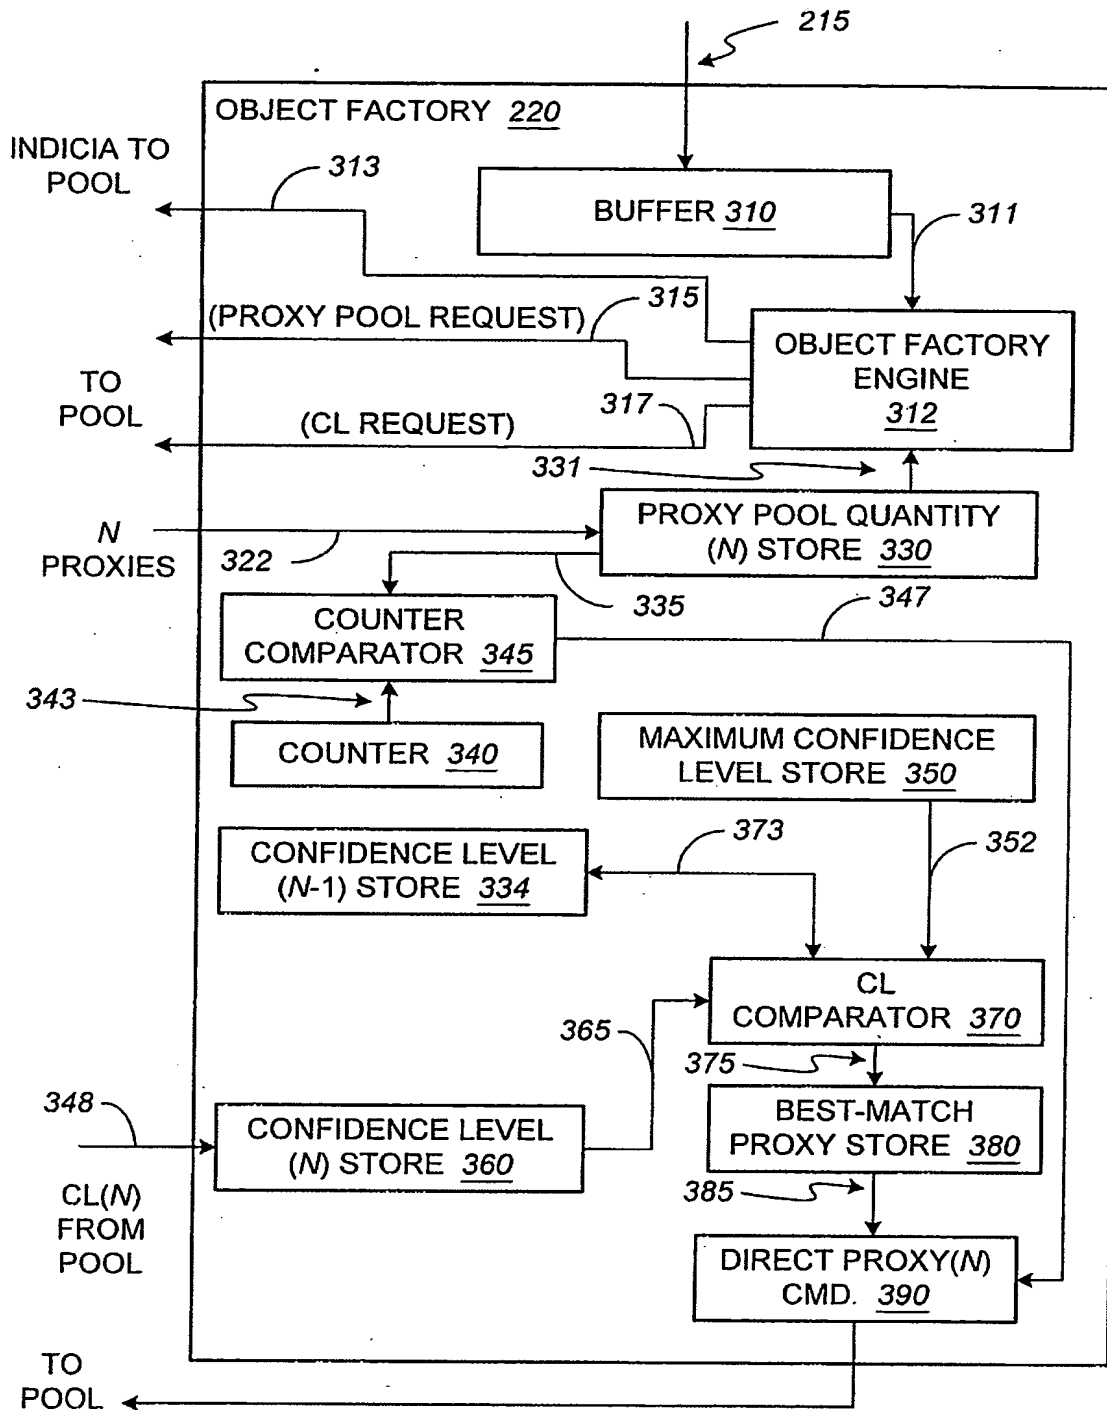 215
OBJECT FACTORY 220
INDICIA TO
POOL
313
BUFFER 310
311
(PROXY POOL REQUEST)
315
OBJECT FACTORY
ENGINE
312
TO
POOL
(CL REQUEST)
317
331
N
PROXIES
322
PROXY POOL QUANTITY
(N) STORE 330
335
347
COUNTER
COMPARATOR 345
343
COUNTER 340
MAXIMUM CONFIDENCE
LEVEL STORE 350
373
352
CONFIDENCE LEVEL
(N-1) STORE 334
CL
COMPARATOR 370
365
375
348
CONFIDENCE LEVEL
(N) STORE 360
BEST-MATCH
PROXY STORE 380
385
CL(N)
FROM
POOL
DIRECT PROXY(N)
CMD. 390
TO
POOL